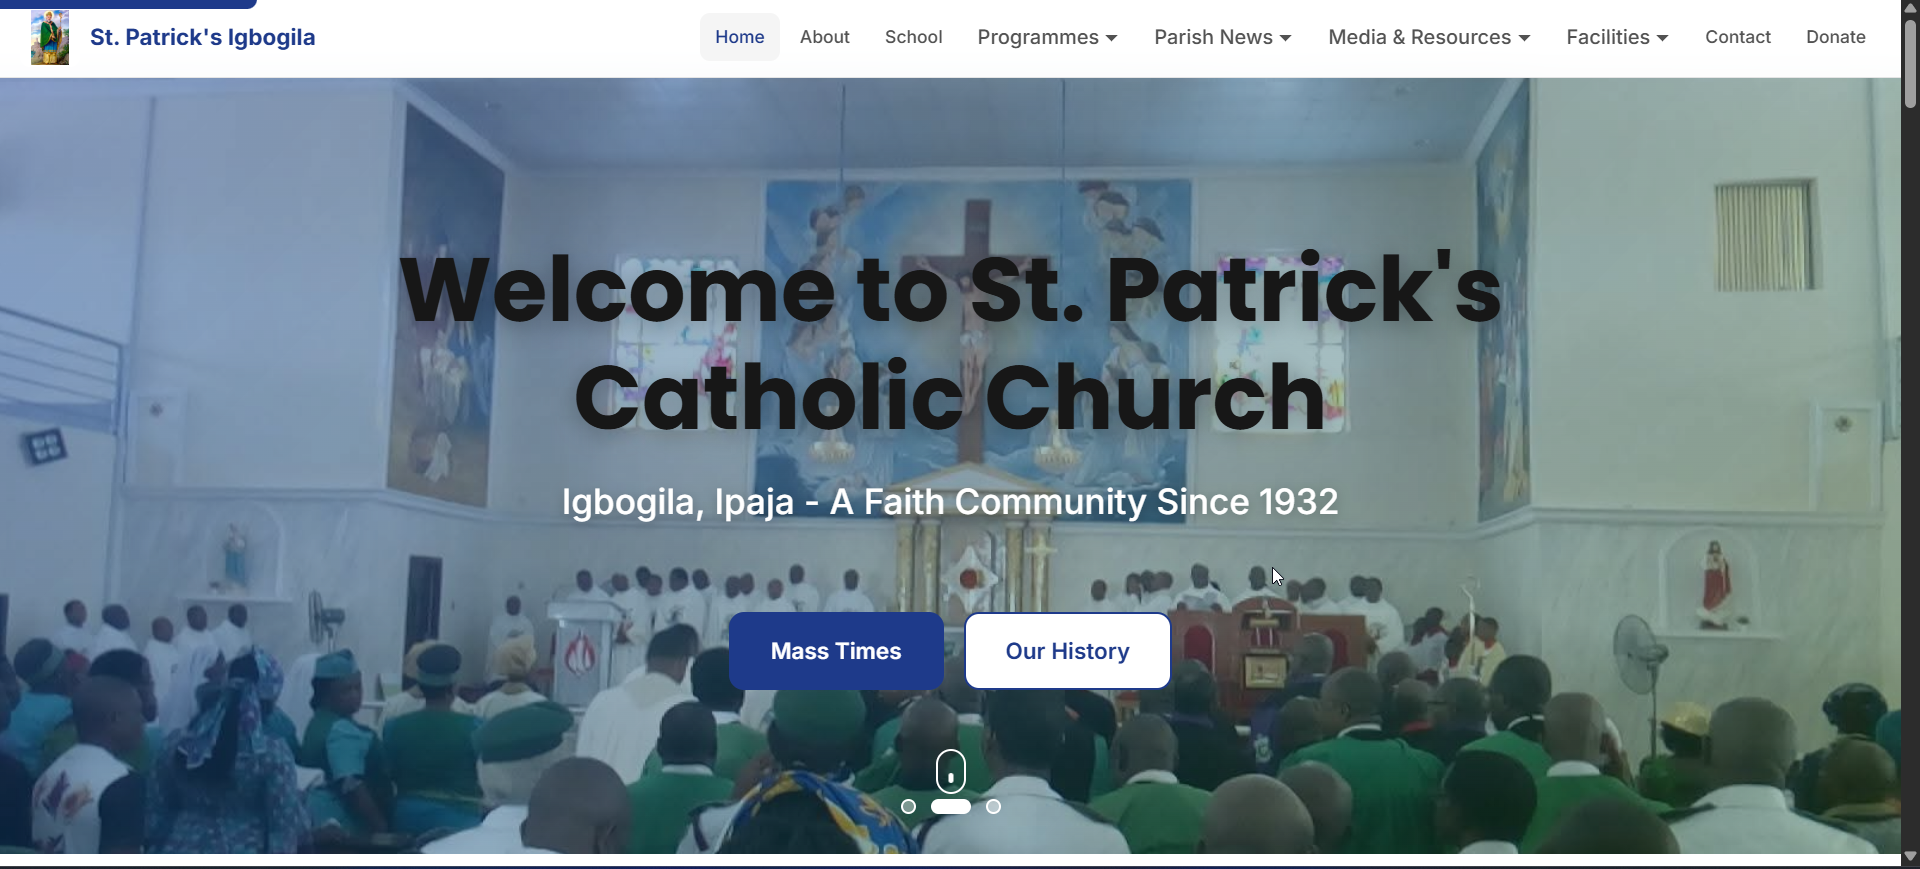 St. Patrick's Igbogila
Home About School Programmes Parish News Media & Resources Facilities Contact Donate
Welcome to St. Patrick's
Catholic Church
Igbogila, Ipaja - A Faith Community Since 1932
Mass Times Our History